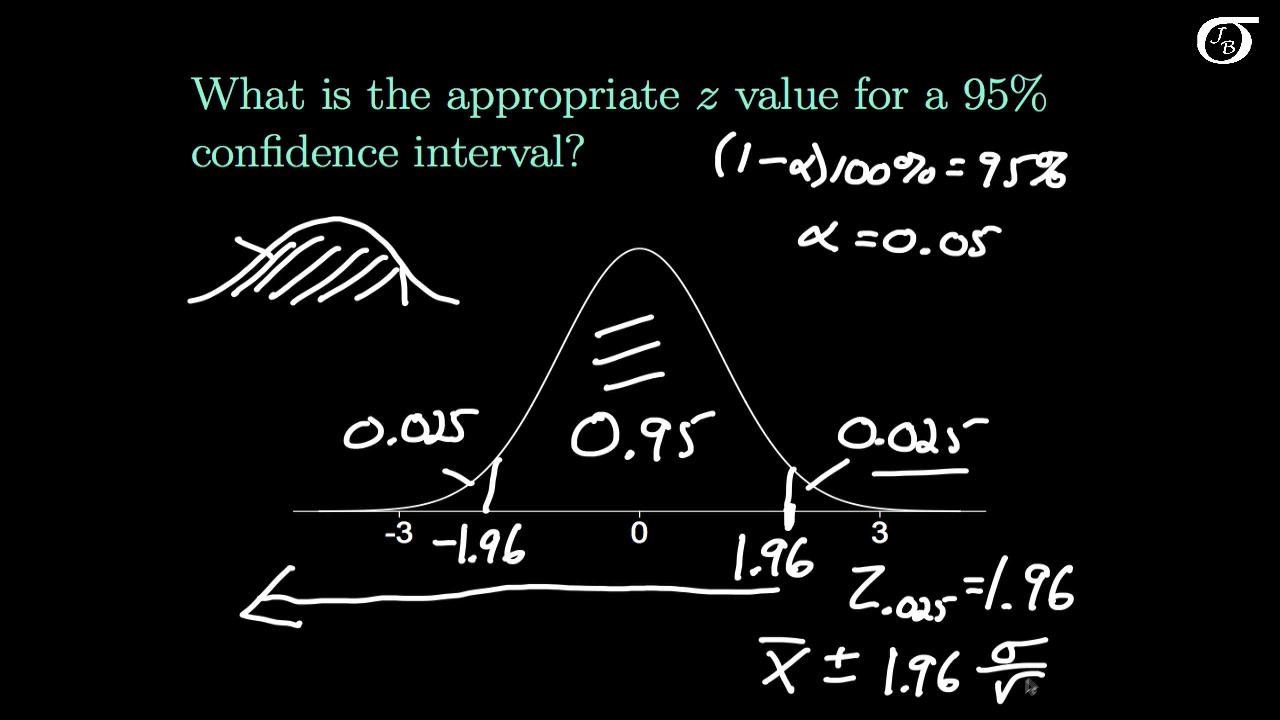 J B
What is the appropriate z value for a 95%
confidence interval?
(1-α)100% = 95%
α = 0.05
0.025
0.95
0.025
-3
-1.96
0
1.96
3
Z.025 = 1.96
X̄ ± 1.96 σ/√